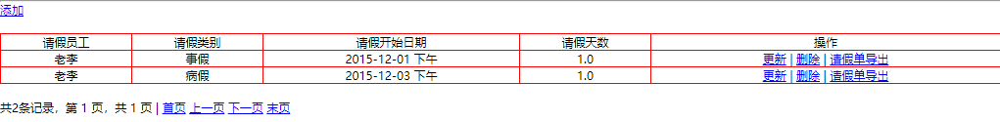 添加
请假员工 请假类别 请假开始日期 请假天数 操作
老李 事假 2015-12-01 下午 1.0 更新 | 删除 | 请假单导出
老李 病假 2015-12-03 下午 1.0 更新 | 删除 | 请假单导出
共2条记录，第 1 页，共 1 页 | 首页 上一页 下一页 末页